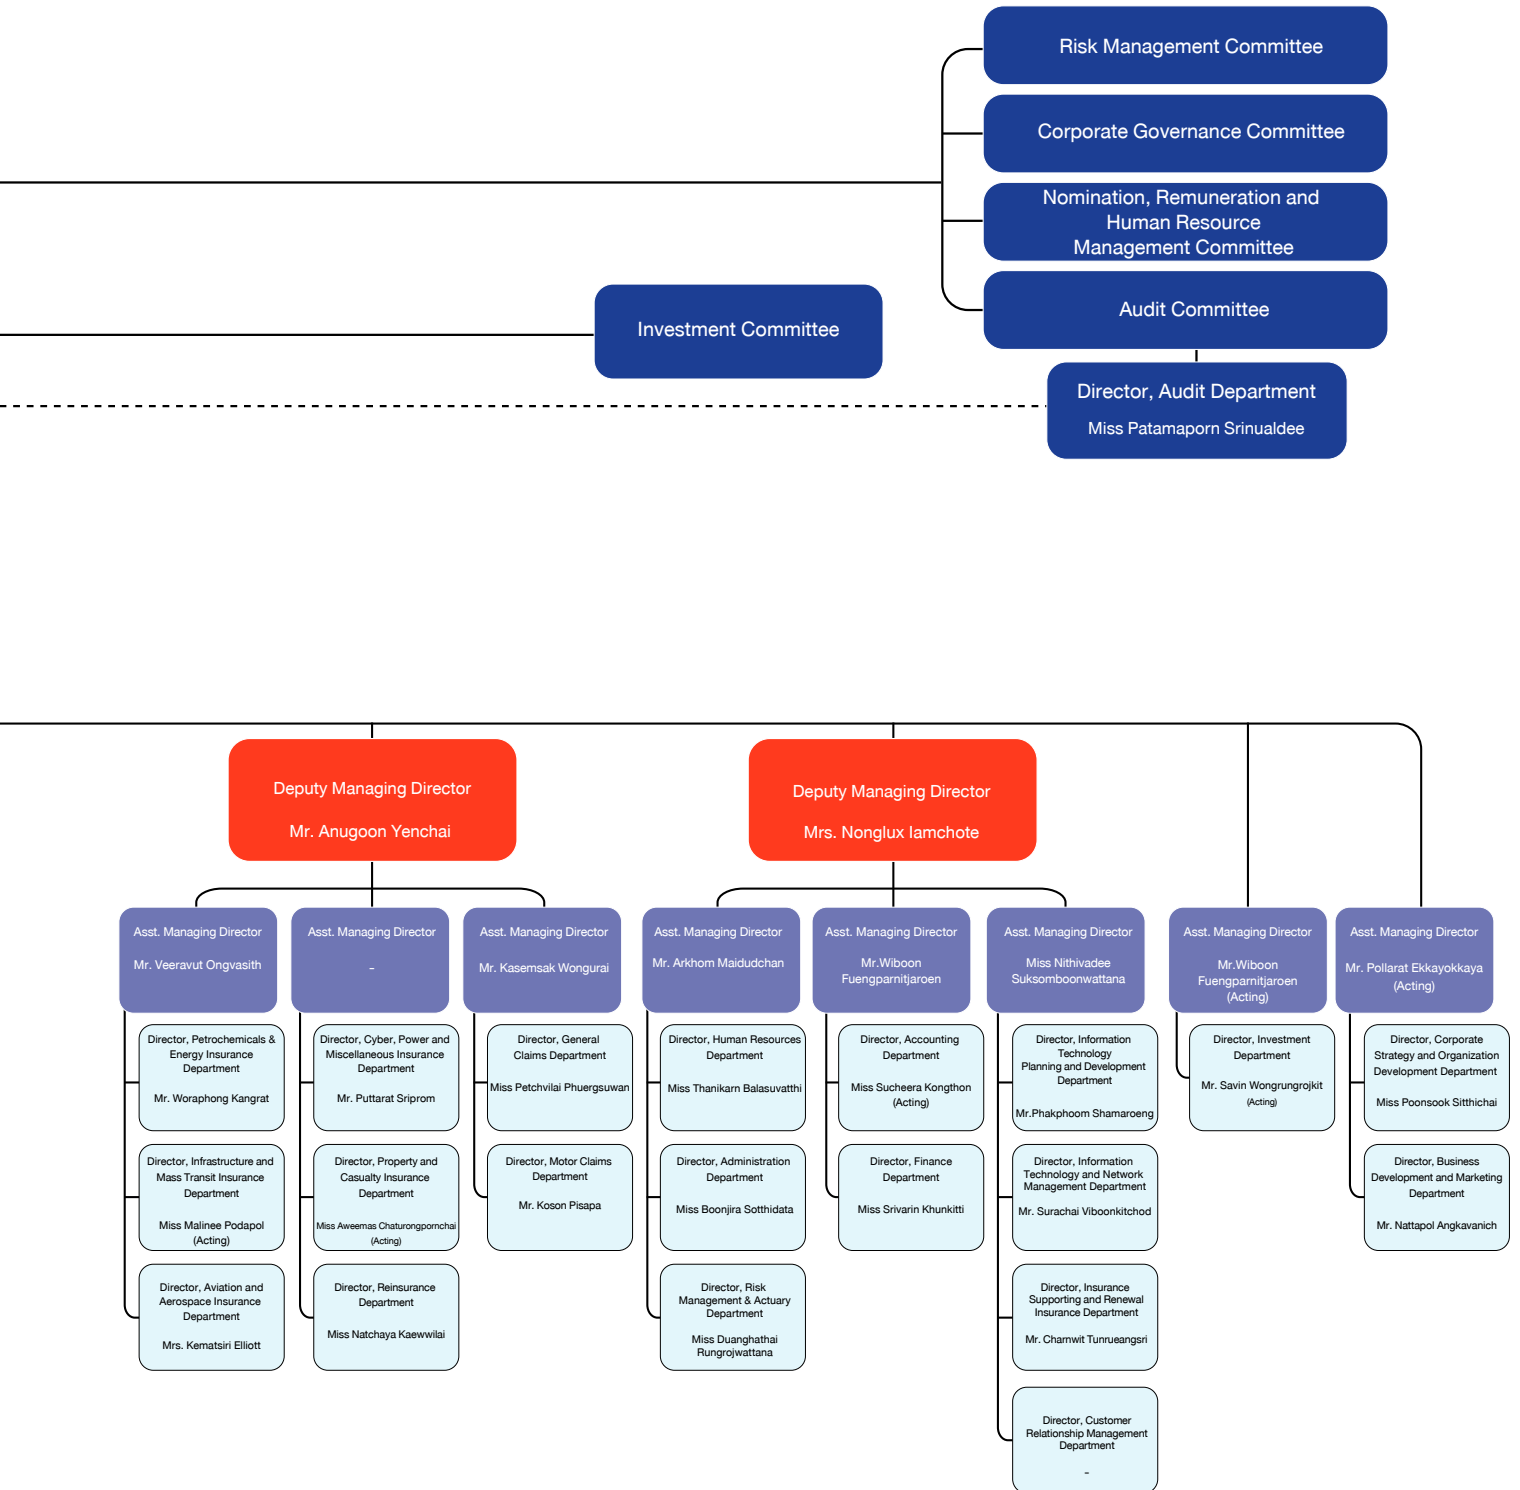 Risk Management Committee
Corporate Governance Committee
Nomination, Remuneration and
Human Resource
Management Committee
Audit Committee
Investment Committee
Director, Audit Department
Miss Patamaporn Srinualdee
Deputy Managing Director
Mr. Anugoon Yenchai
Deputy Managing Director
Mrs. Nonglux Iamchote
Asst. Managing Director
Mr. Veeravut Ongvasith
Asst. Managing Director
-
Asst. Managing Director
Mr. Kasemsak Wongurai
Asst. Managing Director
Mr. Arkhom Maidudchan
Asst. Managing Director
Mr.Wiboon
Fuengparnitjaroen
Asst. Managing Director
Miss Nithivadee
Suksomboonwattana
Asst. Managing Director
Mr.Wiboon
Fuengparnitjaroen
(Acting)
Asst. Managing Director
Mr. Pollarat Ekkayokkaya
(Acting)
Director, Petrochemicals &
Energy Insurance
Department
Mr. Woraphong Kangrat
Director, Cyber, Power and
Miscellaneous Insurance
Department
Mr. Puttarat Sriprom
Director, General
Claims Department
Miss Petchvilai Phuergsuwan
Director, Human Resources
Department
Miss Thanikarn Balasuvatthi
Director, Accounting
Department
Miss Sucheera Kongthon
(Acting)
Director, Information
Technology
Planning and Development
Department
Mr.Phakphoom Shamaroeng
Director, Investment
Department
Mr. Savin Wongrungrojkit
(Acting)
Director, Corporate
Strategy and Organization
Development Department
Miss Poonsook Sitthichai
Director, Infrastructure and
Mass Transit Insurance
Department
Miss Malinee Podapol
(Acting)
Director, Property and
Casualty Insurance
Department
Miss Aweemas Chaturongpornchai
(Acting)
Director, Motor Claims
Department
Mr. Koson Pisapa
Director, Administration
Department
Miss Boonjira Sotthidata
Director, Finance
Department
Miss Srivarin Khunkitti
Director, Information
Technology and Network
Management Department
Mr. Surachai Viboonkitchod
Director, Business
Development and Marketing
Department
Mr. Nattapol Angkavanich
Director, Aviation and
Aerospace Insurance
Department
Mrs. Kematsiri Elliott
Director, Reinsurance
Department
Miss Natchaya Kaewwilai
Director, Risk
Management & Actuary
Department
Miss Duanghathai
Rungrojwattana
Director, Insurance
Supporting and Renewal
Insurance Department
Mr. Charnwit Tunrueangsri
Director, Customer
Relationship Management
Department
-